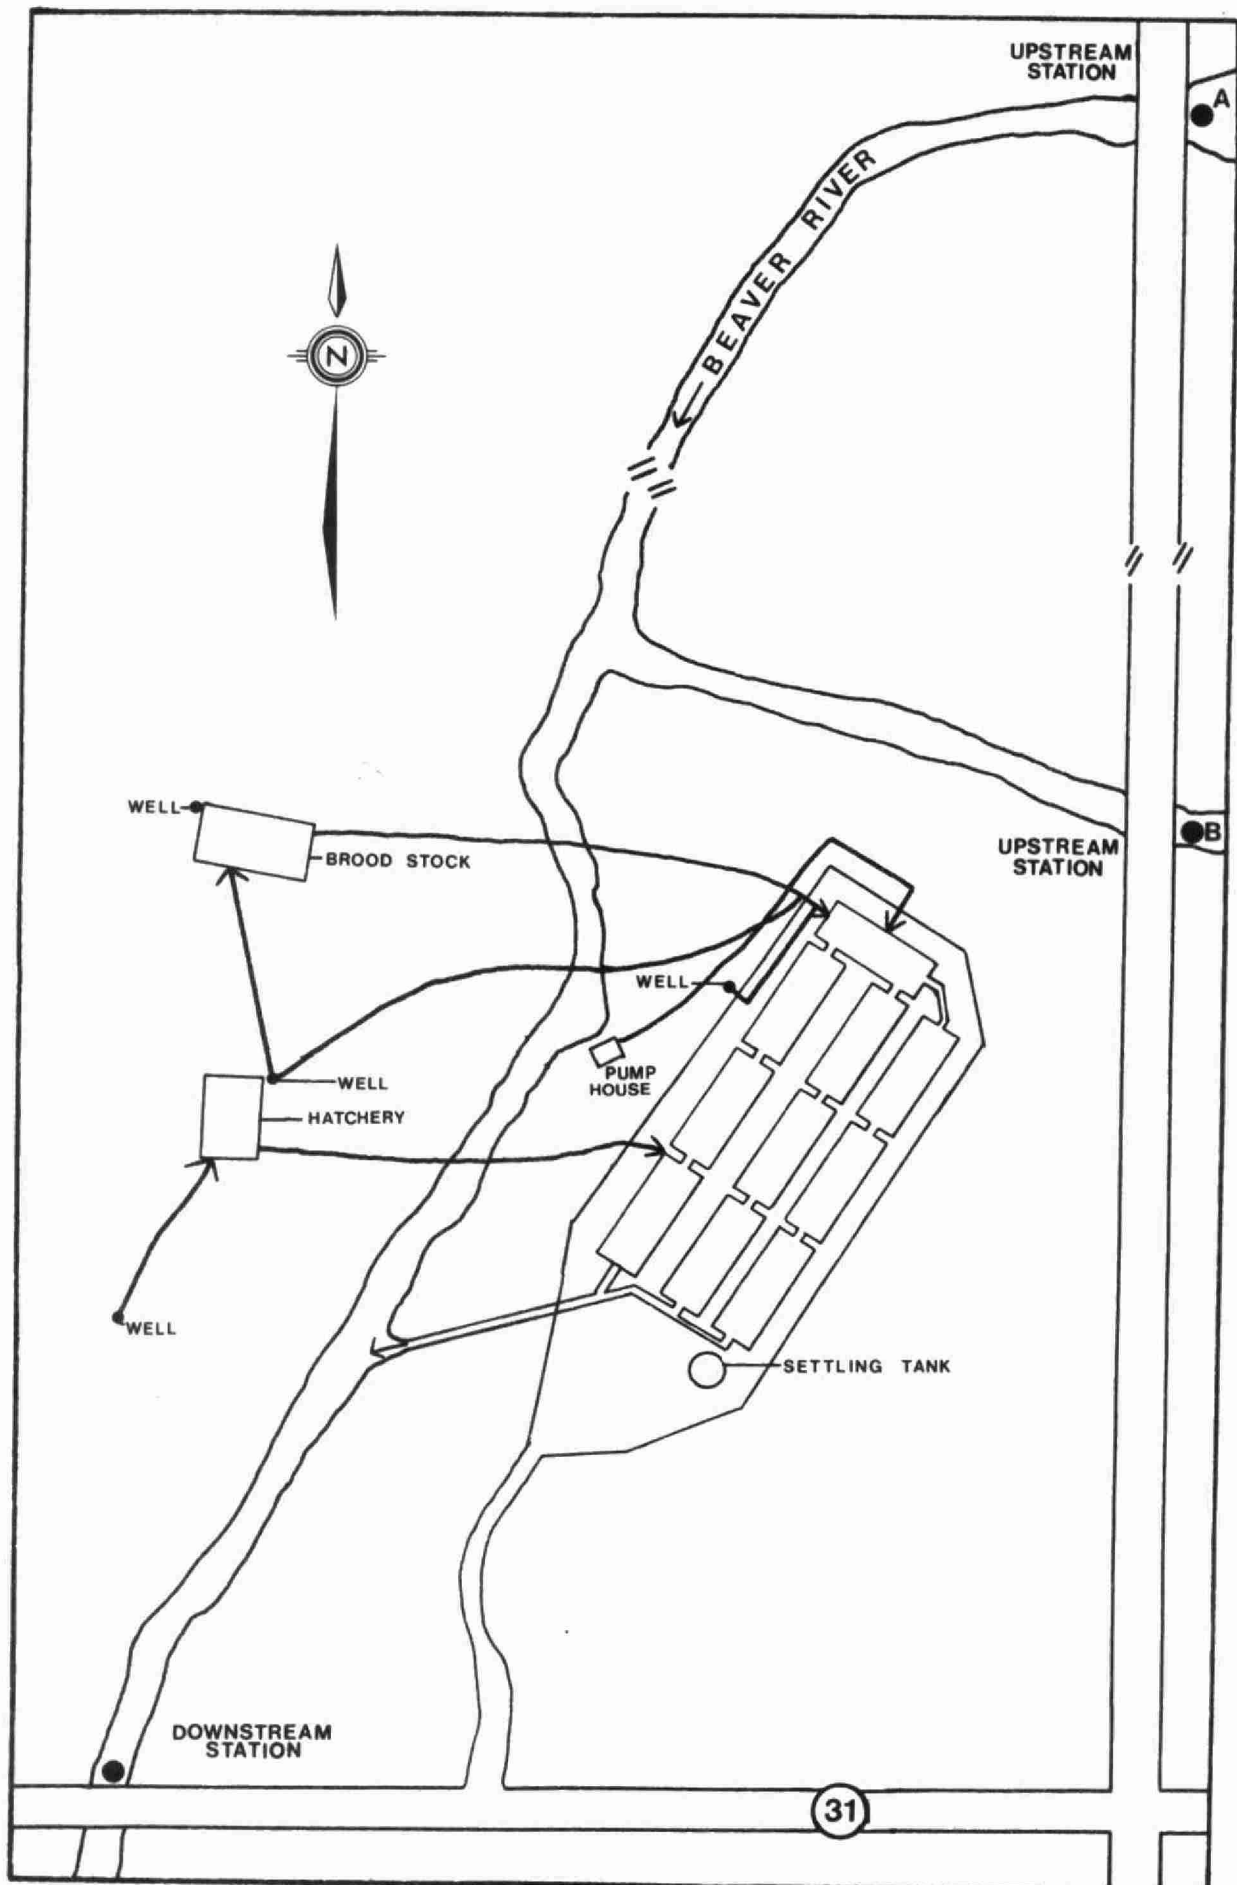 UPSTREAM
STATION
A
BEAVER RIVER
N
WELL
BROOD STOCK
UPSTREAM
STATION
B
WELL
PUMP
HOUSE
WELL
HATCHERY
WELL
SETTLING TANK
DOWNSTREAM
STATION
31